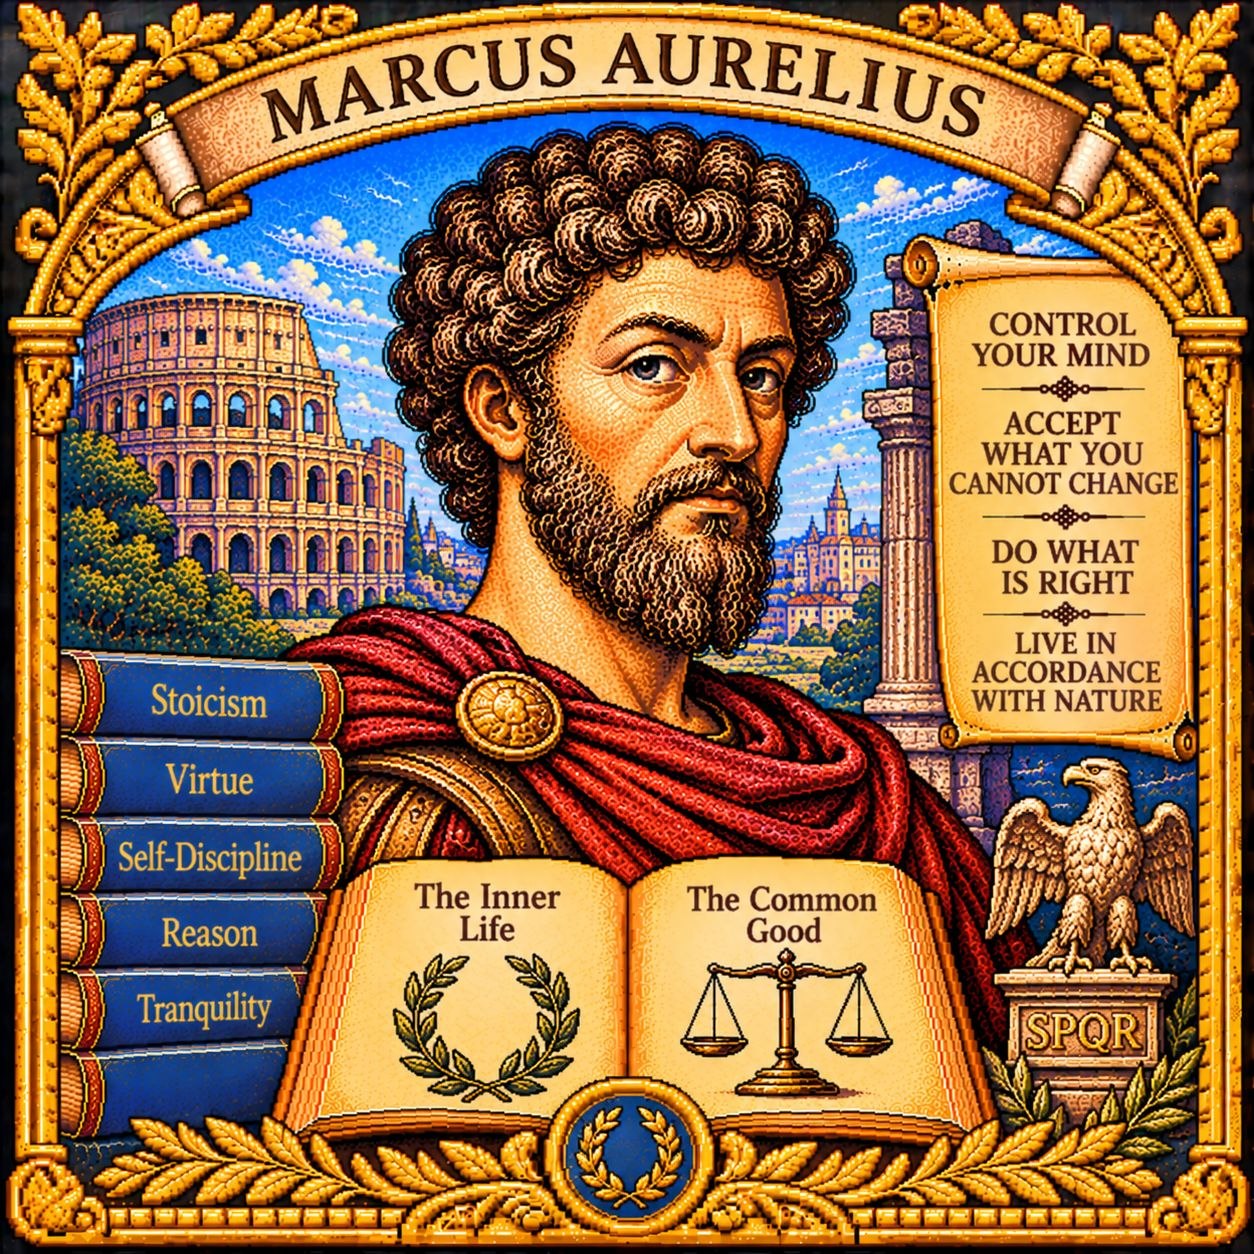 MARCUS AURELIUS
CONTROL
YOUR MIND
ACCEPT
WHAT YOU
CANNOT CHANGE
DO WHAT
IS RIGHT
LIVE IN
ACCORDANCE
WITH NATURE
Stoicism
Virtue
Self-Discipline
Reason
Tranquility
The Inner
Life
The Common
Good
SPQR